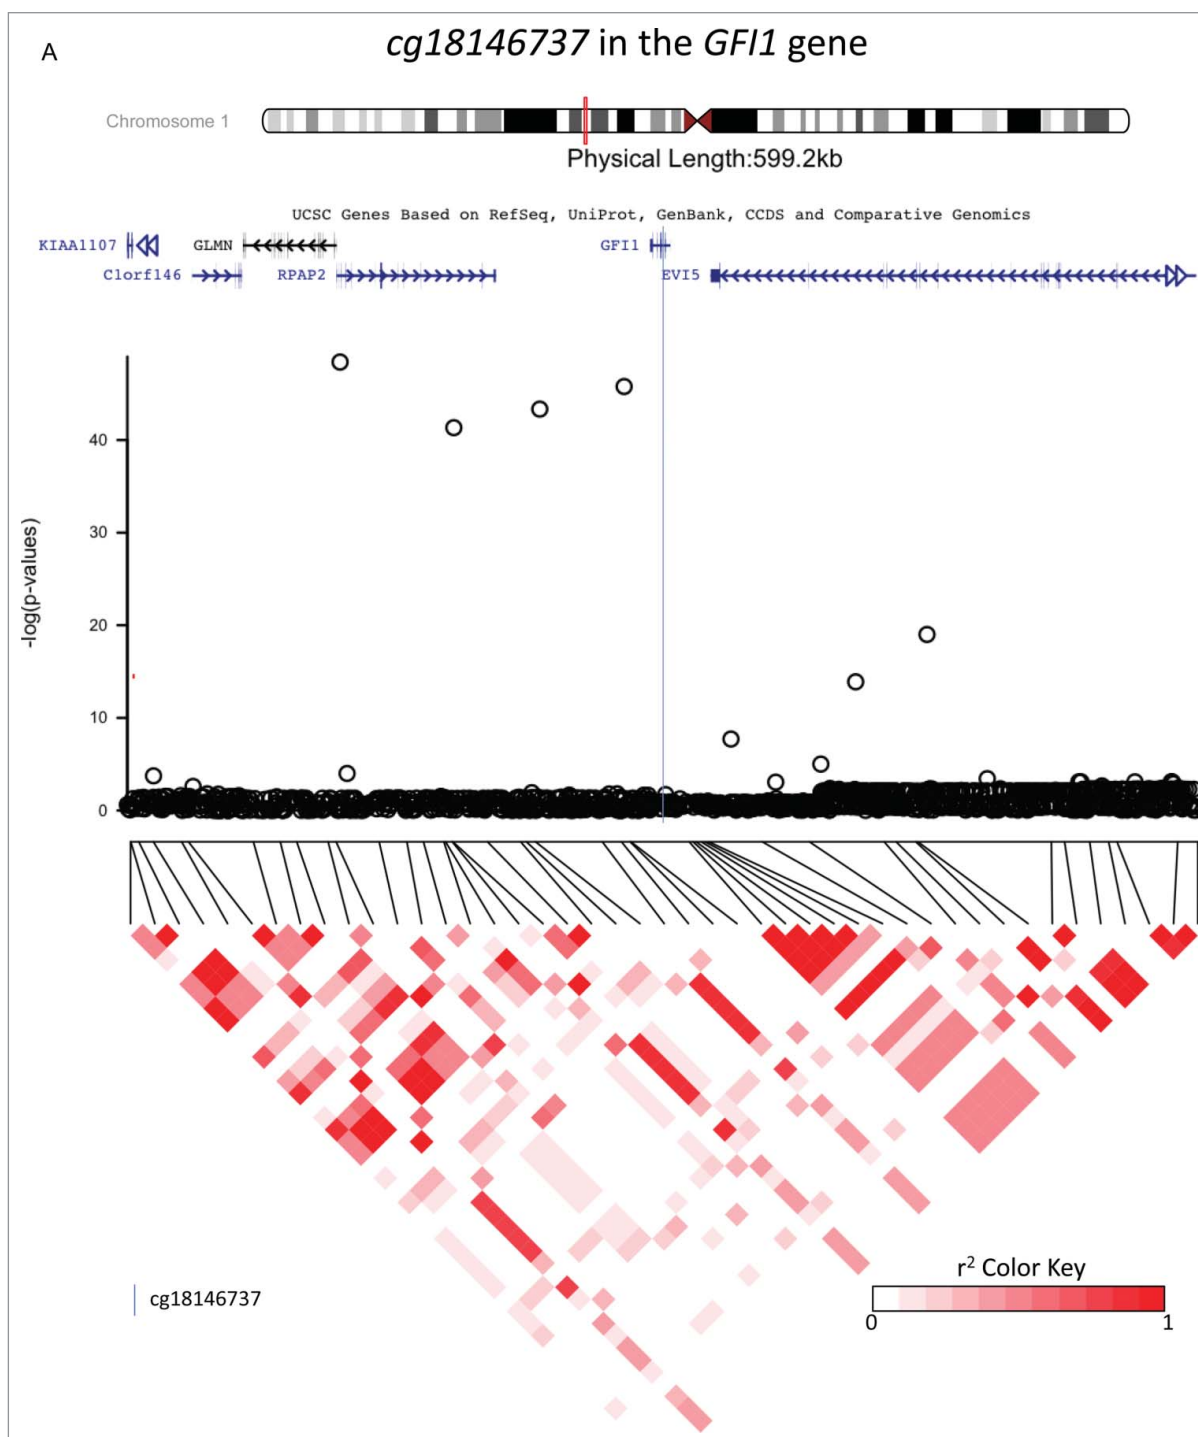 A
cg18146737 in the GFI1 gene
Chromosome 1
Physical Length:599.2kb
UCSC Genes Based on RefSeq, UniProt, GenBank, CCDS and Comparative Genomics
KIAA1107 GLMN GFI1
C1orf146 RPAP2 EVI5
-log(p-values)
40
30
20
10
0
r² Color Key
cg18146737
0 1